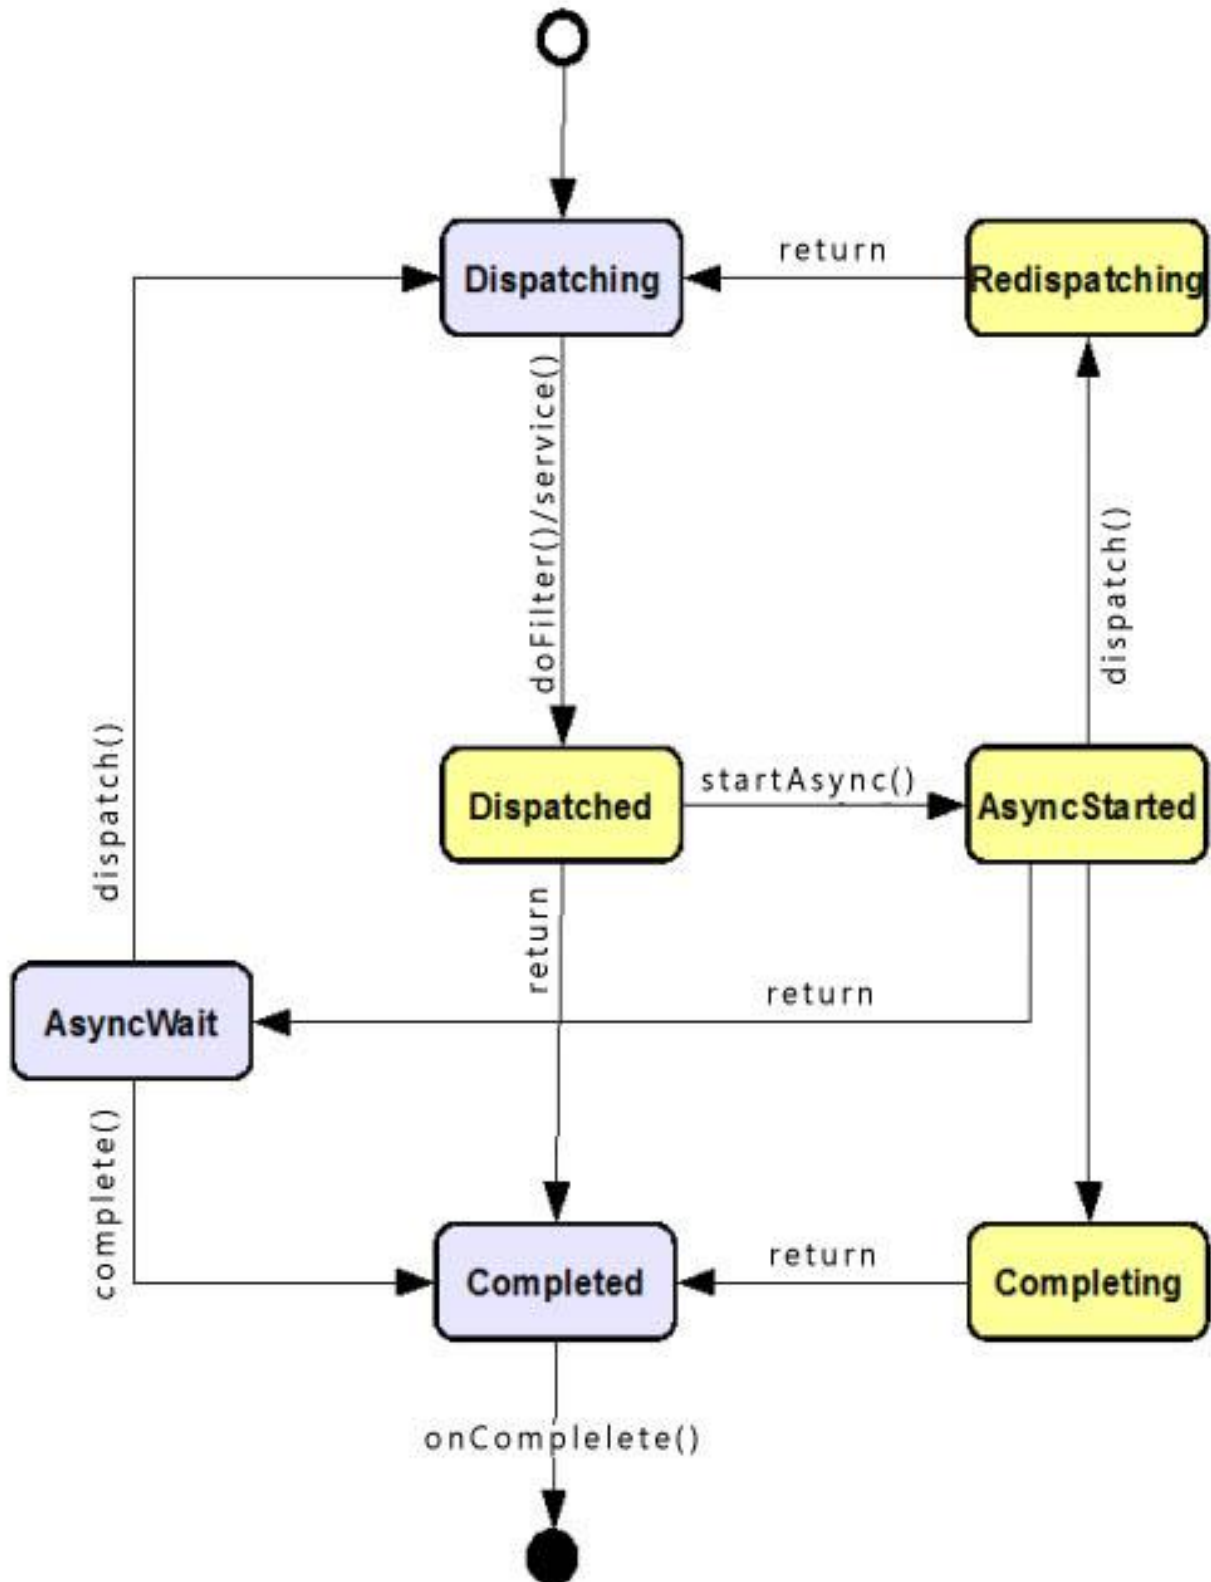 return
Dispatching
Redispatching
doFilter()/service()
dispatch()
dispatch()
startAsync()
Dispatched
AsyncStarted
return
return
AsyncWait
complete()
return
Completed
Completing
onComplelete()